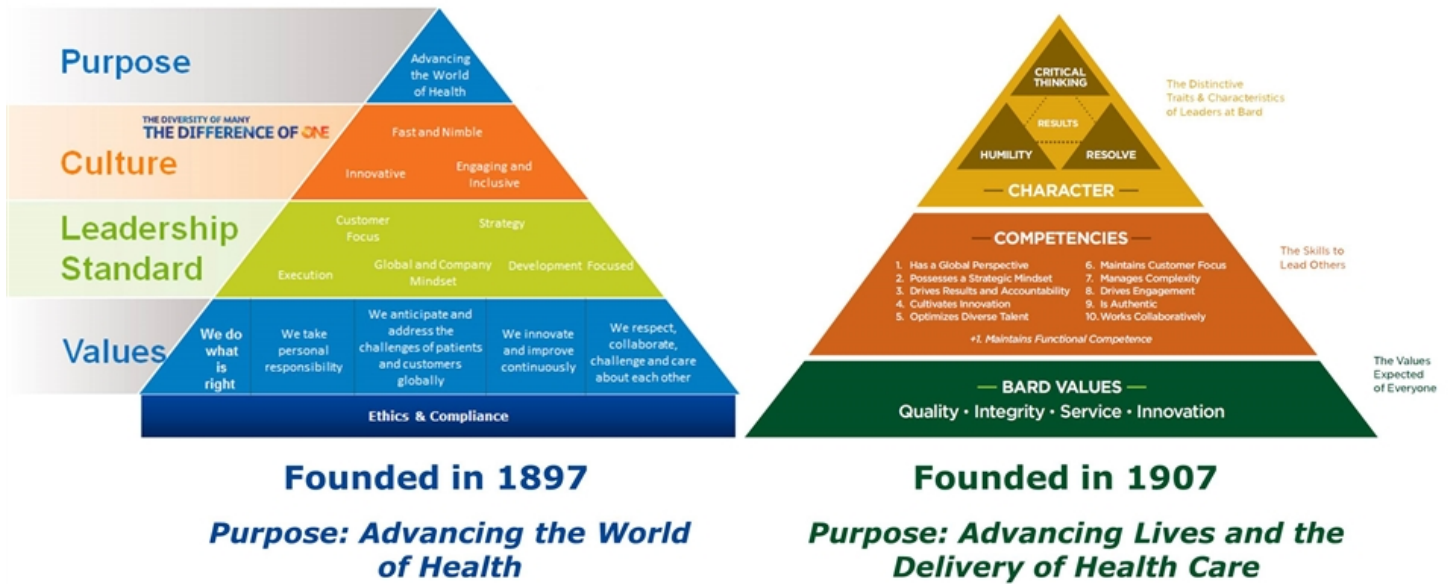 Purpose
Advancing
the World
of Health
THE DIVERSITY OF MANY
THE DIFFERENCE OF ONE
Culture
Fast and Nimble
Innovative
Engaging and
Inclusive
Leadership
Standard
Customer
Focus
Strategy
Execution
Global and Company
Mindset
Development Focused
Values
We do
what
is
right
We take
personal
responsibility
We anticipate and
address the
challenges of patients
and customers
globally
We innovate
and improve
continuously
We respect,
collaborate,
challenge and care
about each other
Ethics & Compliance
Founded in 1897
Purpose: Advancing the World
of Health
CRITICAL
THINKING
RESULTS
HUMILITY
RESOLVE
CHARACTER
The Distinctive
Traits & Characteristics
of Leaders at Bard
COMPETENCIES
1. Has a Global Perspective
2. Possesses a Strategic Mindset
3. Drives Results and Accountability
4. Cultivates Innovation
5. Optimizes Diverse Talent
6. Maintains Customer Focus
7. Manages Complexity
8. Drives Engagement
9. Is Authentic
10. Works Collaboratively
+1. Maintains Functional Competence
The Skills to
Lead Others
BARD VALUES
Quality · Integrity · Service · Innovation
The Values
Expected
of Everyone
Founded in 1907
Purpose: Advancing Lives and the
Delivery of Health Care